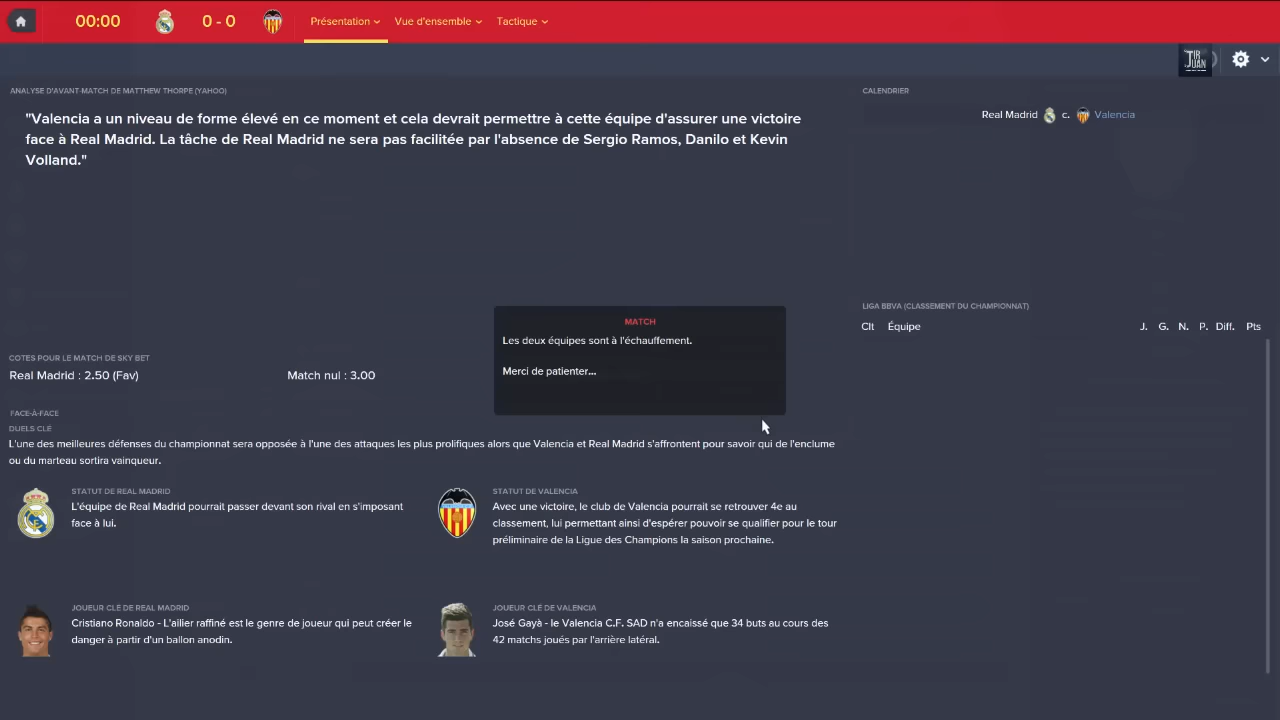 00:00
0 - 0
Présentation
Vue d'ensemble
Tactique
TIR
JUAN
ANALYSE D'AVANT-MATCH DE MATTHEW THORPE (YAHOO)
"Valencia a un niveau de forme élevé en ce moment et cela devrait permettre à cette équipe d'assurer une victoire
face à Real Madrid. La tâche de Real Madrid ne sera pas facilitée par l'absence de Sergio Ramos, Danilo et Kevin
Volland."
CALENDRIER
Real Madrid c. Valencia
MATCH
Les deux équipes sont à l'échauffement.
Merci de patienter...
LIGA BBVA (CLASSEMENT DU CHAMPIONNAT)
Clt Équipe J. G. N. P. Diff. Pts
COTES POUR LE MATCH DE SKY BET
Real Madrid : 2.50 (Fav)
Match nul : 3.00
FACE-À-FACE
DUELS CLÉ
L'une des meilleures défenses du championnat sera opposée à l'une des attaques les plus prolifiques alors que Valencia et Real Madrid s'affrontent pour savoir qui de l'enclume
ou du marteau sortira vainqueur.
STATUT DE REAL MADRID
L'équipe de Real Madrid pourrait passer devant son rival en s'imposant
face à lui.
STATUT DE VALENCIA
Avec une victoire, le club de Valencia pourrait se retrouver 4e au
classement, lui permettant ainsi d'espérer pouvoir se qualifier pour le tour
préliminaire de la Ligue des Champions la saison prochaine.
JOUEUR CLÉ DE REAL MADRID
Cristiano Ronaldo - L'ailier raffiné est le genre de joueur qui peut créer le
danger à partir d'un ballon anodin.
JOUEUR CLÉ DE VALENCIA
José Gayà - le Valencia C.F. SAD n'a encaissé que 34 buts au cours des
42 matchs joués par l'arrière latéral.